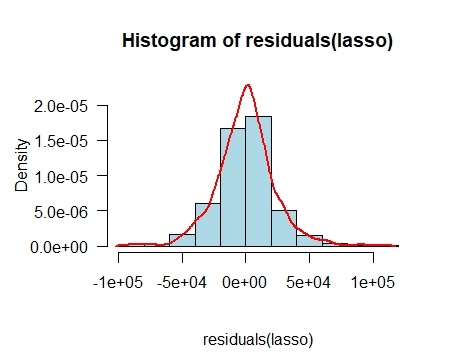 Histogram of residuals(lasso)
Density
2.0e-05
1.5e-05
1.0e-05
5.0e-06
0.0e+00
-1e+05 -5e+04 0e+00 5e+04 1e+05
residuals(lasso)